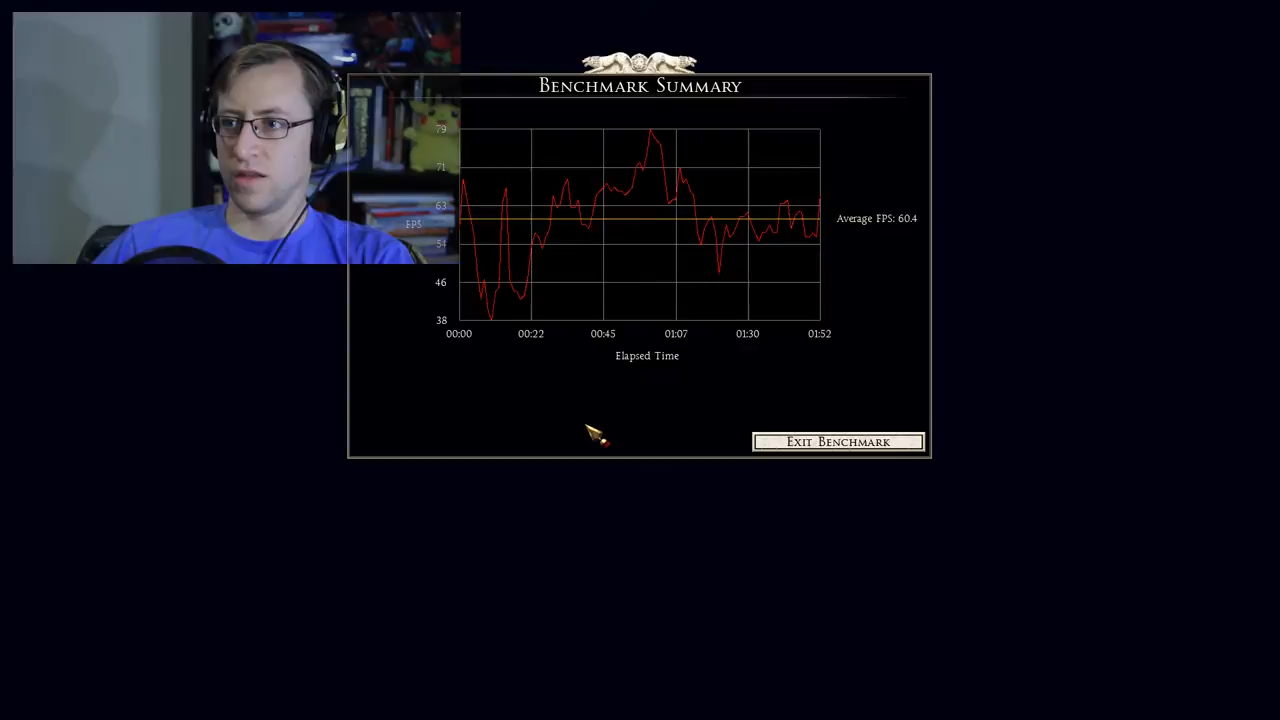 Benchmark Summary
79
71
63
FPS
54
46
38
Average FPS: 60.4
00:00 00:22 00:45 01:07 01:30 01:52
Elapsed Time
Exit Benchmark